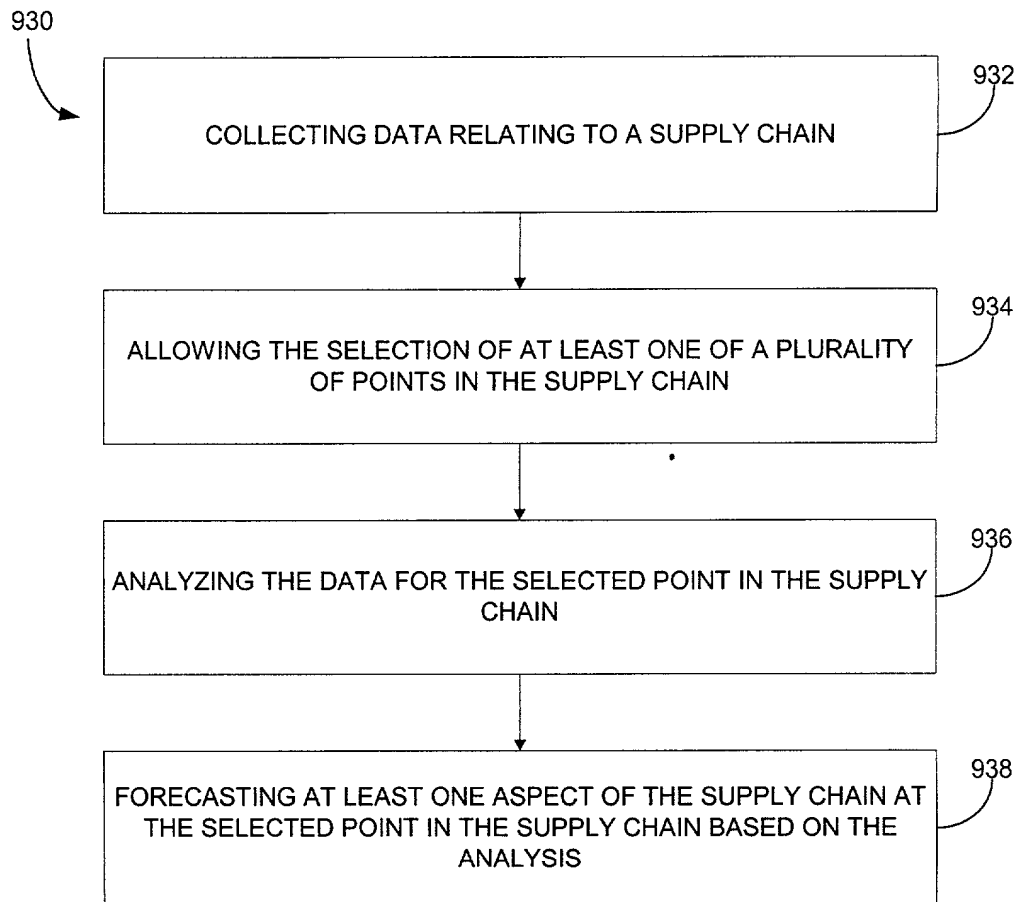 930
932
COLLECTING DATA RELATING TO A SUPPLY CHAIN
934
ALLOWING THE SELECTION OF AT LEAST ONE OF A PLURALITY
OF POINTS IN THE SUPPLY CHAIN
936
ANALYZING THE DATA FOR THE SELECTED POINT IN THE SUPPLY
CHAIN
938
FORECASTING AT LEAST ONE ASPECT OF THE SUPPLY CHAIN AT
THE SELECTED POINT IN THE SUPPLY CHAIN BASED ON THE
ANALYSIS